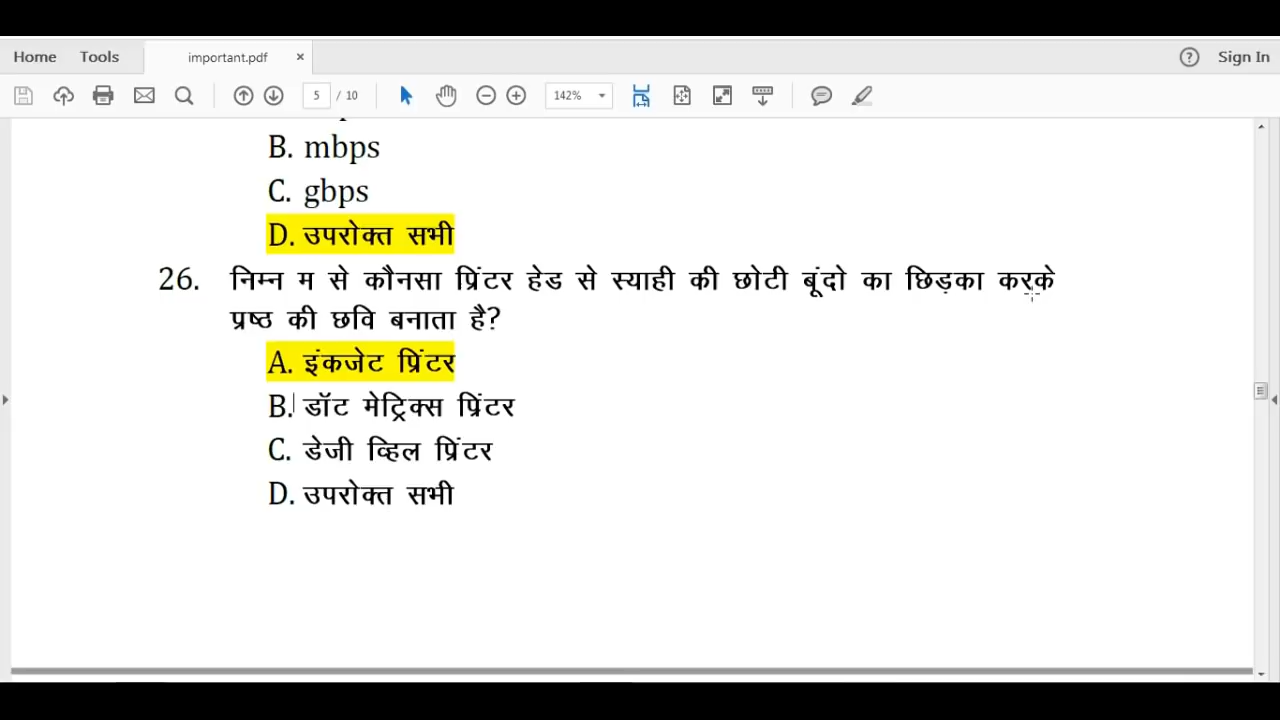 Home Tools important.pdf × ? Sign In
5 / 10 142%
B. mbps
C. gbps
D. उपरोक्त सभी
26. निम्न म से कौनसा प्रिंटर हेड से स्याही की छोटी बूंदो का छिड़का करके
प्रष्ठ की छवि बनाता है?
A. इंकजेट प्रिंटर
B. डॉट मेट्रिक्स प्रिंटर
C. डेजी व्हिल प्रिंटर
D. उपरोक्त सभी